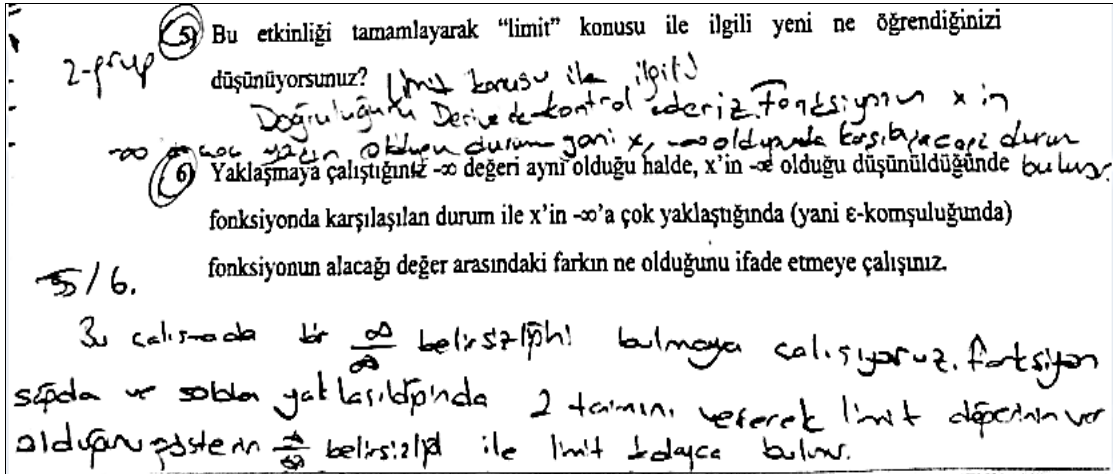 5) Bu etkinliği tamamlayarak "limit" konusu ile ilgili yeni ne öğrendiğinizi
2-grup
düşünüyorsunuz? Limit konusu ile ilgili
Doğruluğunu Derive de kontrol ederiz. Fonksiyonun x in
-∞ yakın olduğu durum yani x, -∞ olduğunda karşılaşacağı durum
bulunur.
6) Yaklaşmaya çalıştığınız -∞ değeri aynı olduğu halde, x'in -∞ olduğu düşünüldüğünde
fonksiyonda karşılaşılan durum ile x'in -∞'a çok yaklaştığında (yani ε-komşuluğunda)
fonksiyonun alacağı değer arasındaki farkın ne olduğunu ifade etmeye çalışınız.
5/6.
Bu çalışmada bir ∞/∞ belirsizliği bulmaya çalışıyoruz. fonksiyon
sağda ve soldan yaklaşıldığında 2 vererek limit değerinin var
olduğunu gösterir ∞/∞ belirsizliği ile limit kolayca bulunur.